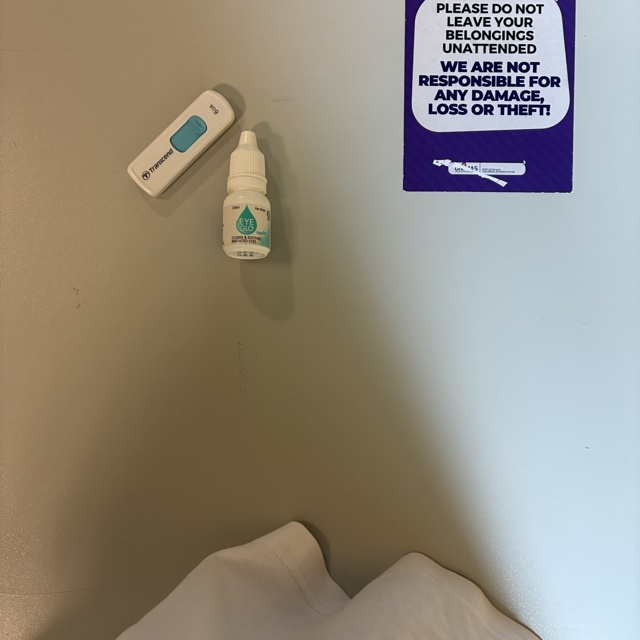 PLEASE DO NOT
LEAVE YOUR
BELONGINGS
UNATTENDED
WE ARE NOT
RESPONSIBLE FOR
ANY DAMAGE,
LOSS OR THEFT!
8GB
Transcend
EYE
GLO